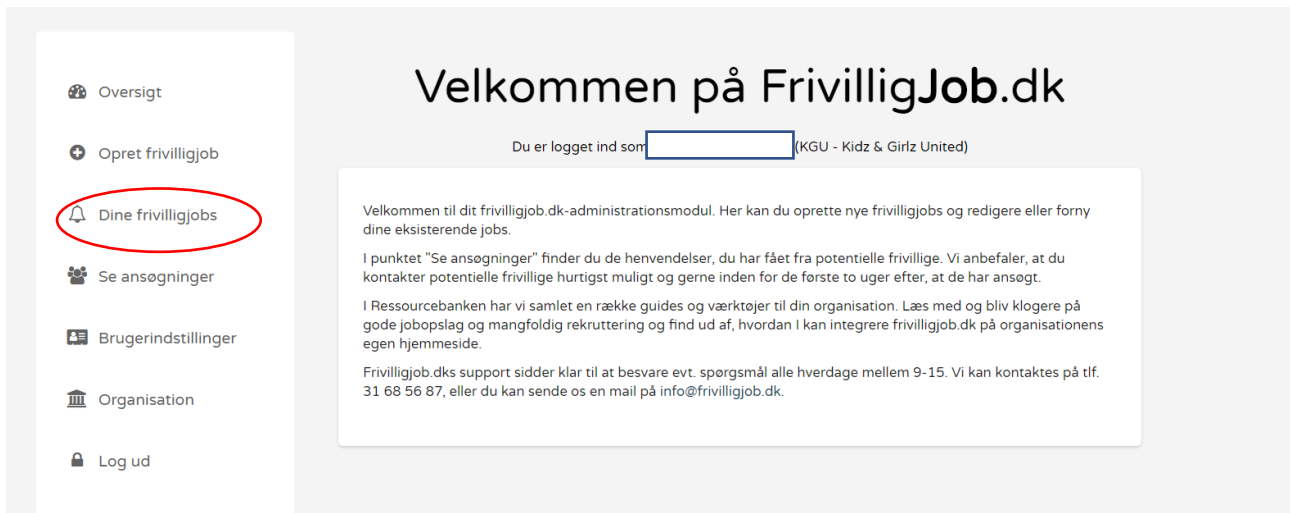 Oversigt
Opret frivilligjob
Dine frivilligjobs
Se ansøgninger
Brugerindstillinger
Organisation
Log ud
Velkommen på FrivilligJob.dk
Du er logget ind som (KGU - Kidz & Girlz United)
Velkommen til dit frivilligjob.dk-administrationsmodul. Her kan du oprette nye frivilligjobs og redigere eller forny
dine eksisterende jobs.
I punktet "Se ansøgninger" finder du de henvendelser, du har fået fra potentielle frivillige. Vi anbefaler, at du
kontakter potentielle frivillige hurtigst muligt og gerne inden for de første to uger efter, at de har ansøgt.
I Ressourcebanken har vi samlet en række guides og værktøjer til din organisation. Læs med og bliv klogere på
gode jobopslag og mangfoldig rekruttering og find ud af, hvordan I kan integrere frivilligjob.dk på organisationens
egen hjemmeside.
Frivilligjob.dks support sidder klar til at besvare evt. spørgsmål alle hverdage mellem 9-15. Vi kan kontaktes på tlf.
31 68 56 87, eller du kan sende os en mail på info@frivilligjob.dk.